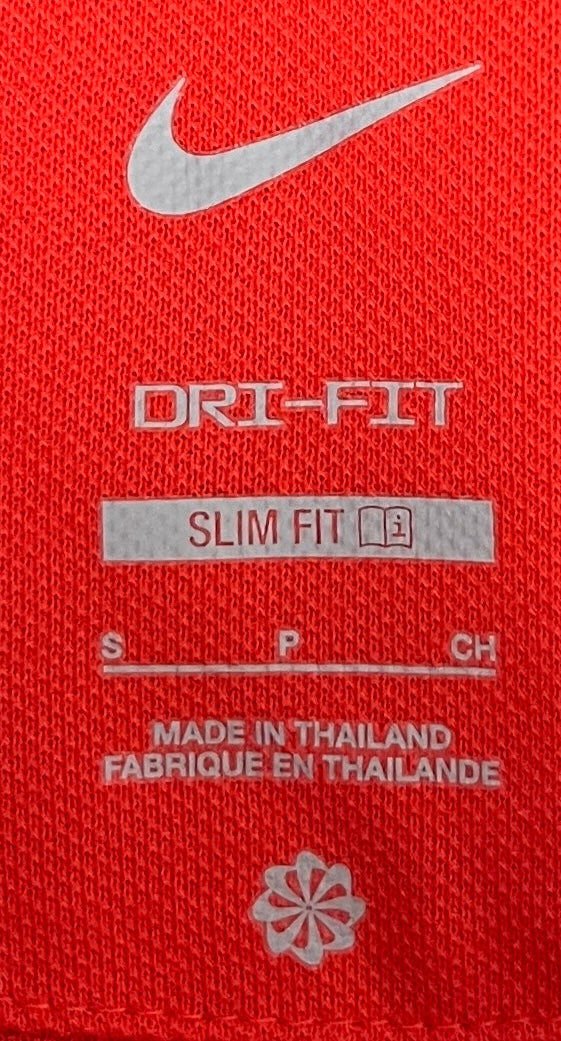 DRI-FIT
SLIM FIT i
S P CH
MADE IN THAILAND
FABRIQUE EN THAILANDE